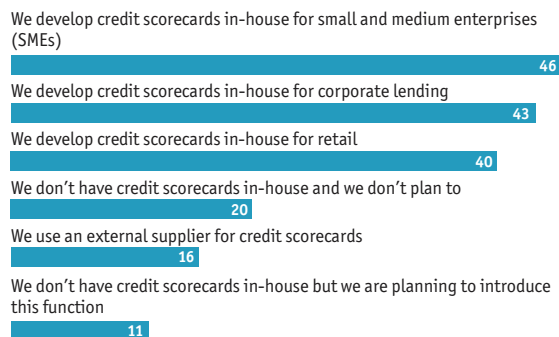 We develop credit scorecards in-house for small and medium enterprises
(SMEs)
46
We develop credit scorecards in-house for corporate lending
43
We develop credit scorecards in-house for retail
40
We don’t have credit scorecards in-house and we don’t plan to
20
We use an external supplier for credit scorecards
16
We don’t have credit scorecards in-house but we are planning to introduce
this function
11